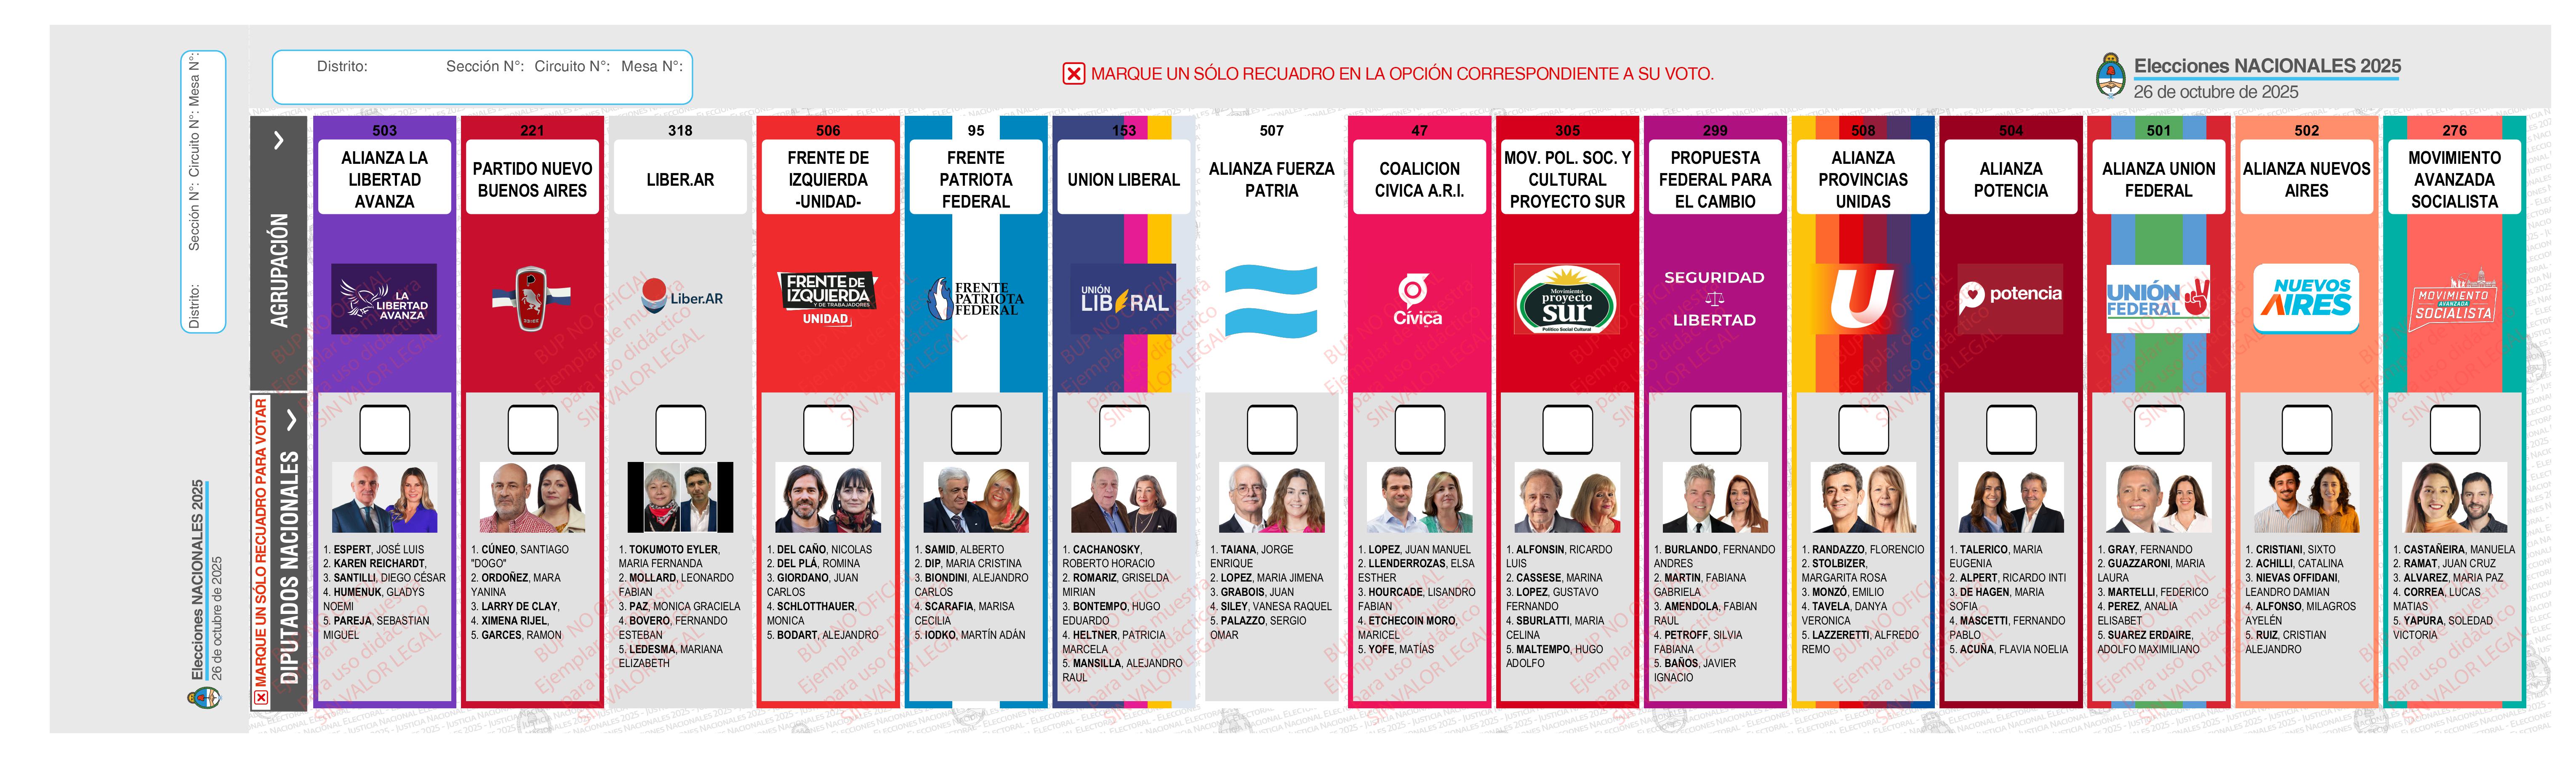 Distrito: Sección N°: Circuito N°: Mesa N°:
Elecciones NACIONALES 2025
26 de octubre de 2025
Distrito: Sección N°: Circuito N°: Mesa N°:
MARQUE UN SÓLO RECUADRO EN LA OPCIÓN CORRESPONDIENTE A SU VOTO.
Elecciones NACIONALES 2025
26 de octubre de 2025
AGRUPACIÓN
MARQUE UN SÓLO RECUADRO PARA VOTAR
DIPUTADOS NACIONALES
503
ALIANZA LA
LIBERTAD
AVANZA
LA
LIBERTAD
AVANZA
1. ESPERT, JOSÉ LUIS
2. KAREN REICHARDT,
3. SANTILLI, DIEGO CÉSAR
4. HUMENUK, GLADYS
NOEMI
5. PAREJA, SEBASTIAN
MIGUEL
221
PARTIDO NUEVO
BUENOS AIRES
1. CÚNEO, SANTIAGO
"DOGO"
2. ORDOÑEZ, MARA
YANINA
3. LARRY DE CLAY,
4. XIMENA RIJEL,
5. GARCES, RAMON
318
LIBER.AR
Liber.AR
1. TOKUMOTO EYLER,
MARIA FERNANDA
2. MOLLARD, LEONARDO
FABIAN
3. PAZ, MONICA GRACIELA
4. BOVERO, FERNANDO
ESTEBAN
5. LEDESMA, MARIANA
ELIZABETH
506
FRENTE DE
IZQUIERDA
-UNIDAD-
FRENTE DE
IZQUIERDA
Y DE TRABAJADORES
UNIDAD
1. DEL CAÑO, NICOLAS
2. DEL PLÁ, ROMINA
3. GIORDANO, JUAN
CARLOS
4. SCHLOTTHAUER,
MONICA
5. BODART, ALEJANDRO
95
FRENTE
PATRIOTA
FEDERAL
FRENTE
PATRIOTA
FEDERAL
1. SAMID, ALBERTO
2. DIP, MARIA CRISTINA
3. BIONDINI, ALEJANDRO
CARLOS
4. SCARAFIA, MARISA
CECILIA
5. IODKO, MARTÍN ADÁN
153
UNION LIBERAL
UNIÓN
LIBERAL
1. CACHANOSKY,
ROBERTO HORACIO
2. ROMARIZ, GRISELDA
MIRIAN
3. BONTEMPO, HUGO
EDUARDO
4. HELTNER, PATRICIA
MARCELA
5. MANSILLA, ALEJANDRO
RAUL
507
ALIANZA FUERZA
PATRIA
1. TAIANA, JORGE
ENRIQUE
2. LOPEZ, MARIA JIMENA
3. GRABOIS, JUAN
4. SILEY, VANESA RAQUEL
5. PALAZZO, SERGIO
OMAR
47
COALICION
CIVICA A.R.I.
Cívica
1. LOPEZ, JUAN MANUEL
2. LLENDERROZAS, ELSA
ESTHER
3. HOURCADE, LISANDRO
FABIAN
4. ETCHECOIN MORO,
MARICEL
5. YOFE, MATÍAS
305
MOV. POL. SOC. Y
CULTURAL
PROYECTO SUR
Movimiento
proyecto
sur
Político Social Cultural
1. ALFONSIN, RICARDO
LUIS
2. CASSESE, MARINA
3. LOPEZ, GUSTAVO
FERNANDO
4. SBURLATTI, MARIA
CELINA
5. MALTEMPO, HUGO
ADOLFO
299
PROPUESTA
FEDERAL PARA
EL CAMBIO
SEGURIDAD
LIBERTAD
1. BURLANDO, FERNANDO
ANDRES
2. MARTIN, FABIANA
GABRIELA
3. AMENDOLA, FABIAN
RAUL
4. PETROFF, SILVIA
FABIANA
5. BAÑOS, JAVIER
IGNACIO
508
ALIANZA
PROVINCIAS
UNIDAS
U
1. RANDAZZO, FLORENCIO
2. STOLBIZER,
MARGARITA ROSA
3. MONZÓ, EMILIO
4. TAVELA, DANYA
VERONICA
5. LAZZERETTI, ALFREDO
REMO
504
ALIANZA
POTENCIA
potencia
1. TALERICO, MARIA
EUGENIA
2. ALPERT, RICARDO INTI
3. DE HAGEN, MARIA
SOFIA
4. MASCETTI, FERNANDO
PABLO
5. ACUÑA, FLAVIA NOELIA
501
ALIANZA UNION
FEDERAL
UNIÓN
FEDERAL
1. GRAY, FERNANDO
2. GUAZZARONI, MARIA
LAURA
3. MARTELLI, FEDERICO
4. PEREZ, ANALIA
ELISABET
5. SUAREZ ERDAIRE,
ADOLFO MAXIMILIANO
502
ALIANZA NUEVOS
AIRES
NUEVOS
AIRES
1. CRISTIANI, SIXTO
2. ACHILLI, CATALINA
3. NIEVAS OFFIDANI,
LEANDRO DAMIAN
4. ALFONSO, MILAGROS
AYELÉN
5. RUIZ, CRISTIAN
ALEJANDRO
276
MOVIMIENTO
AVANZADA
SOCIALISTA
MOVIMIENTO
AVANZADA
SOCIALISTA
1. CASTAÑEIRA, MANUELA
2. RAMAT, JUAN CRUZ
3. ALVAREZ, MARIA PAZ
4. CORREA, LUCAS
MATIAS
5. YAPURA, SOLEDAD
VICTORIA
BUP NO OFICIAL
Ejemplar de muestra
para uso didáctico
SIN VALOR LEGAL